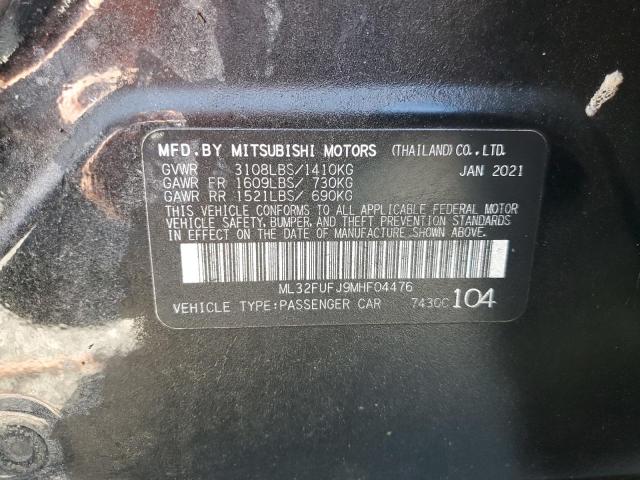 MFD. BY MITSUBISHI MOTORS (THAILAND) CO., LTD.
GVWR 3108LBS/1410KG JAN 2021
GAWR FR 1609LBS/ 730KG
GAWR RR 1521LBS/ 690KG
THIS VEHICLE CONFORMS TO ALL APPLICABLE FEDERAL MOTOR
VEHICLE SAFETY, BUMPER, AND THEFT PREVENTION STANDARDS
IN EFFECT ON THE DATE OF MANUFACTURE SHOWN ABOVE.
ML32FUFJ9MHF04476
VEHICLE TYPE:PASSENGER CAR 7430C 104